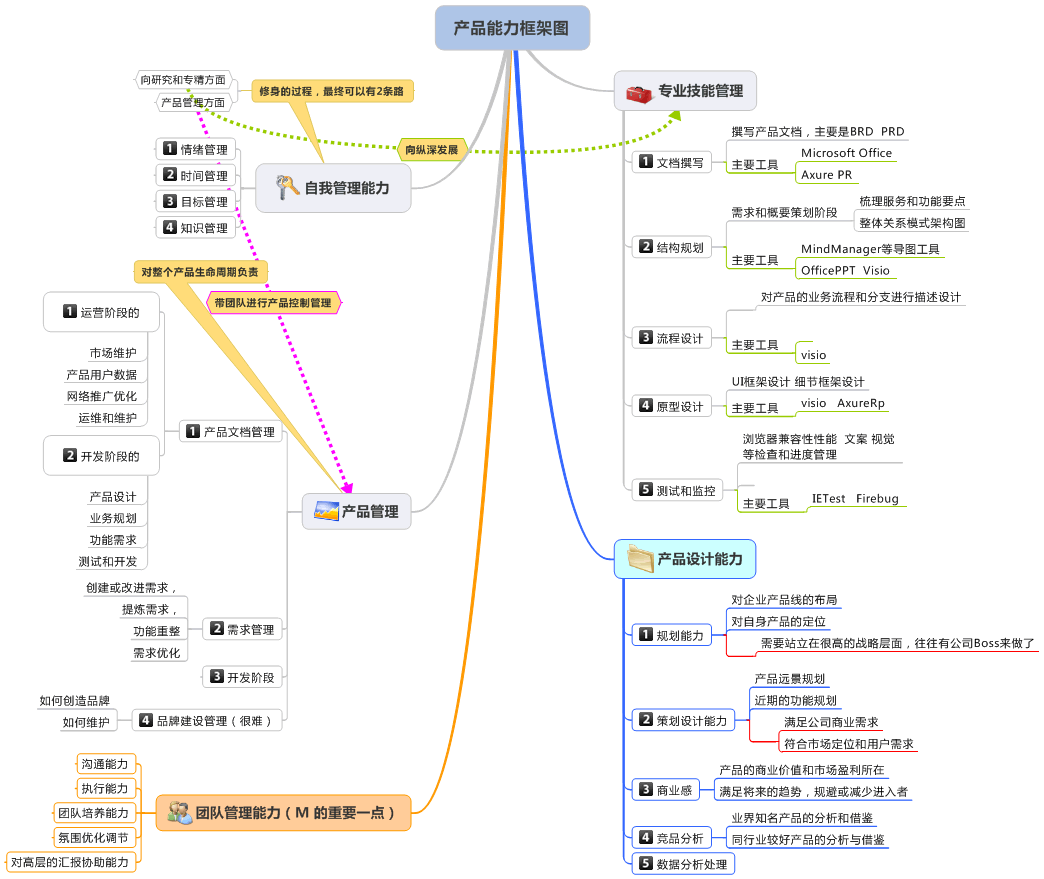 产品能力框架图
专业技能管理
1 文档撰写
撰写产品文档，主要是BRD PRD
主要工具
Microsoft Office
Axure PR
2 结构规划
需求和概要策划阶段
梳理服务和功能要点
整体关系模式架构图
主要工具
MindManager等导图工具
OfficePPT Visio
3 流程设计
对产品的业务流程和分支进行描述设计
主要工具
visio
4 原型设计
UI框架设计 细节框架设计
主要工具
visio AxureRp
5 测试和监控
浏览器兼容性性能 文案 视觉
等检查和进度管理
主要工具
IETest Firebug
产品设计能力
1 规划能力
对企业产品线的布局
对自身产品的定位
需要站立在很高的战略层面，往往有公司Boss来做了
2 策划设计能力
产品远景规划
近期的功能规划
满足公司商业需求
符合市场定位和用户需求
3 商业感
产品的商业价值和市场盈利所在
满足将来的趋势，规避或减少进入者
4 竞品分析
业界知名产品的分析和借鉴
同行业较好产品的分析与借鉴
5 数据分析处理
自我管理能力
修身的过程，最终可以有2条路
向研究和专精方面
产品管理方面
向纵深发展
1 情绪管理
2 时间管理
3 目标管理
4 知识管理
对整个产品生命周期负责
带团队进行产品控制管理
产品管理
1 产品文档管理
1 运营阶段的
市场维护
产品用户数据
网络推广优化
运维和维护
2 开发阶段的
产品设计
业务规划
功能需求
测试和开发
2 需求管理
创建或改进需求，
提炼需求，
功能重整
需求优化
3 开发阶段
4 品牌建设管理（很难）
如何创造品牌
如何维护
团队管理能力（M 的重要一点）
沟通能力
执行能力
团队培养能力
氛围优化调节
对高层的汇报协助能力